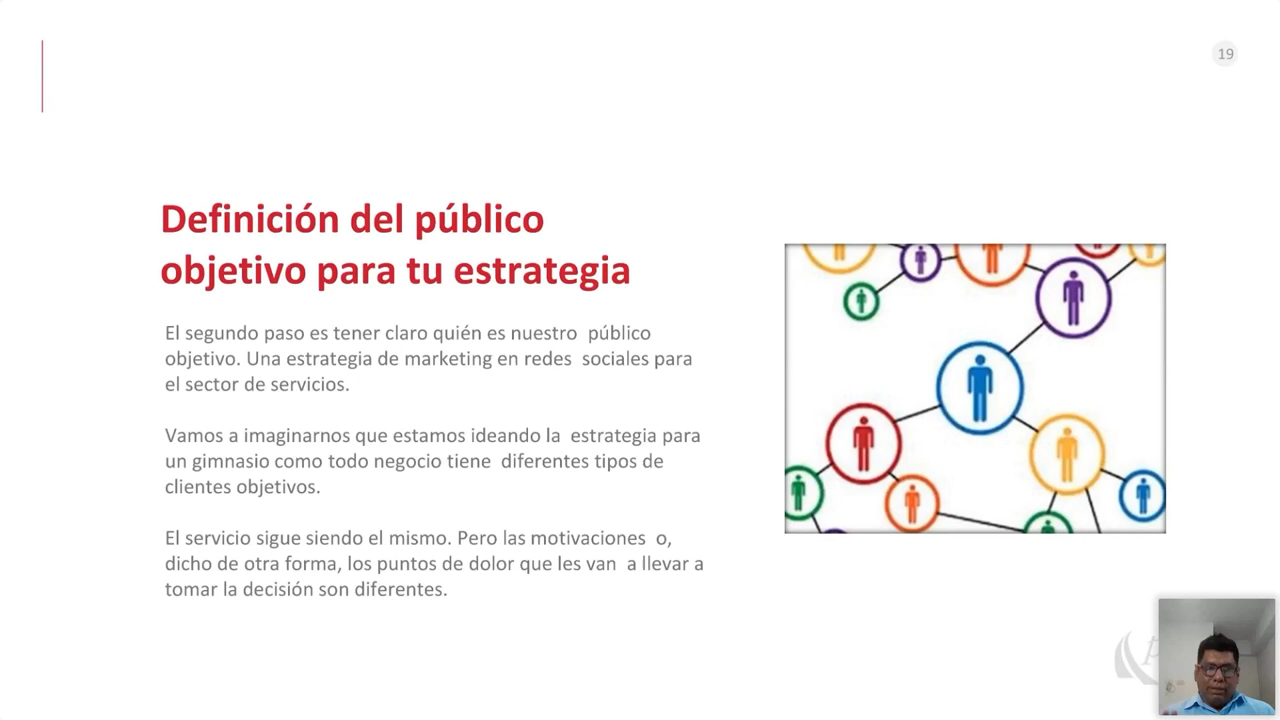 19
Definición del público
objetivo para tu estrategia
El segundo paso es tener claro quién es nuestro  público
objetivo. Una estrategia de marketing en redes  sociales para
el sector de servicios.
Vamos a imaginarnos que estamos ideando la  estrategia para
un gimnasio como todo negocio tiene  diferentes tipos de
clientes objetivos.
El servicio sigue siendo el mismo. Pero las motivaciones  o,
dicho de otra forma, los puntos de dolor que les van  a llevar a
tomar la decisión son diferentes.